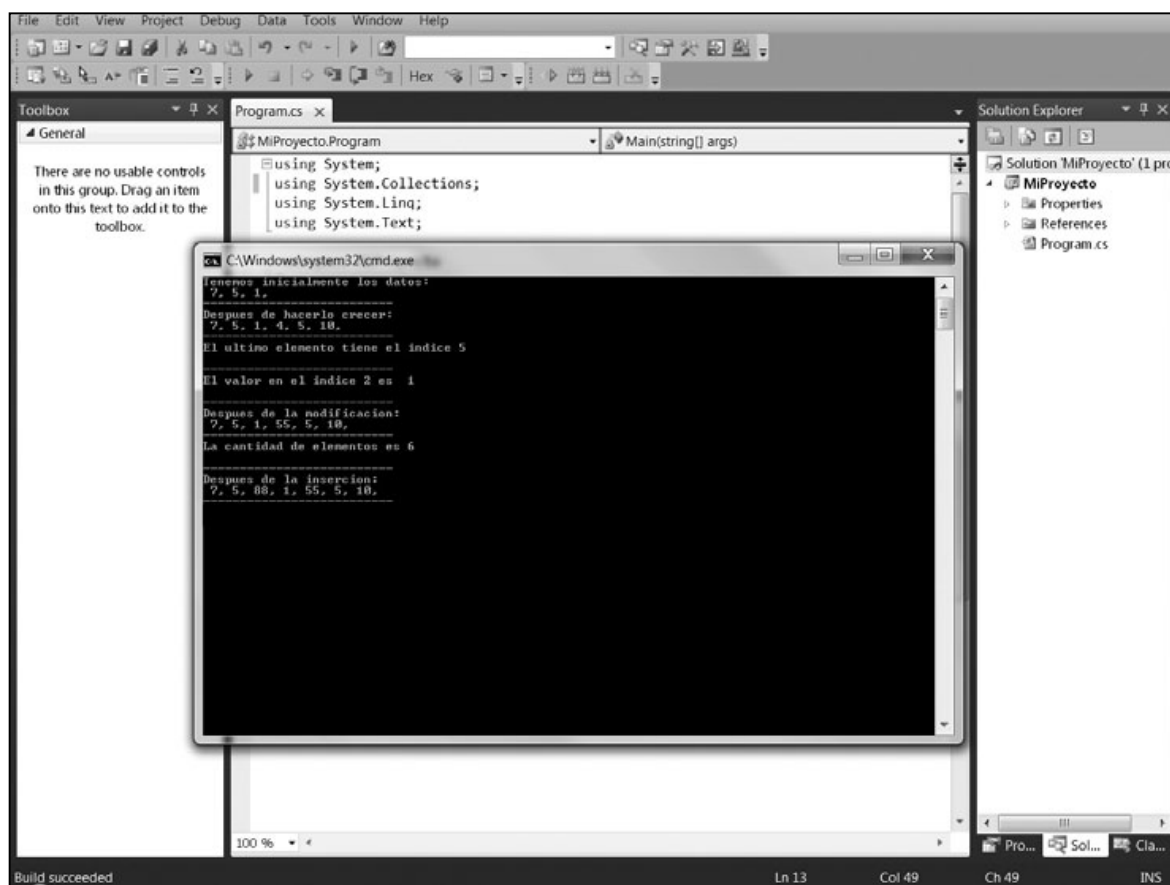 File Edit View Project Debug Data Tools Window Help
Hex
Toolbox
General
There are no usable controls
in this group. Drag an item
onto this text to add it to the
toolbox.
Program.cs
MiProyecto.Program
Main(string[] args)
using System;
using System.Collections;
using System.Linq;
using System.Text;
Solution Explorer
Solution 'MiProyecto' (1 pro
MiProyecto
Properties
References
Program.cs
C:\Windows\system32\cmd.exe
Tenemos inicialmente los datos:
7, 5, 1,
Despues de hacerlo crecer:
7, 5, 1, 4, 5, 10,
El ultimo elemento tiene el indice 5
El valor en el indice 2 es 1
Despues de la modificacion:
7, 5, 1, 55, 5, 10,
La cantidad de elementos es 6
Despues de la insercion:
7, 5, 88, 1, 55, 5, 10,
100 %
Pro... Sol... Cla...
Build succeeded Ln 13 Col 49 Ch 49 INS